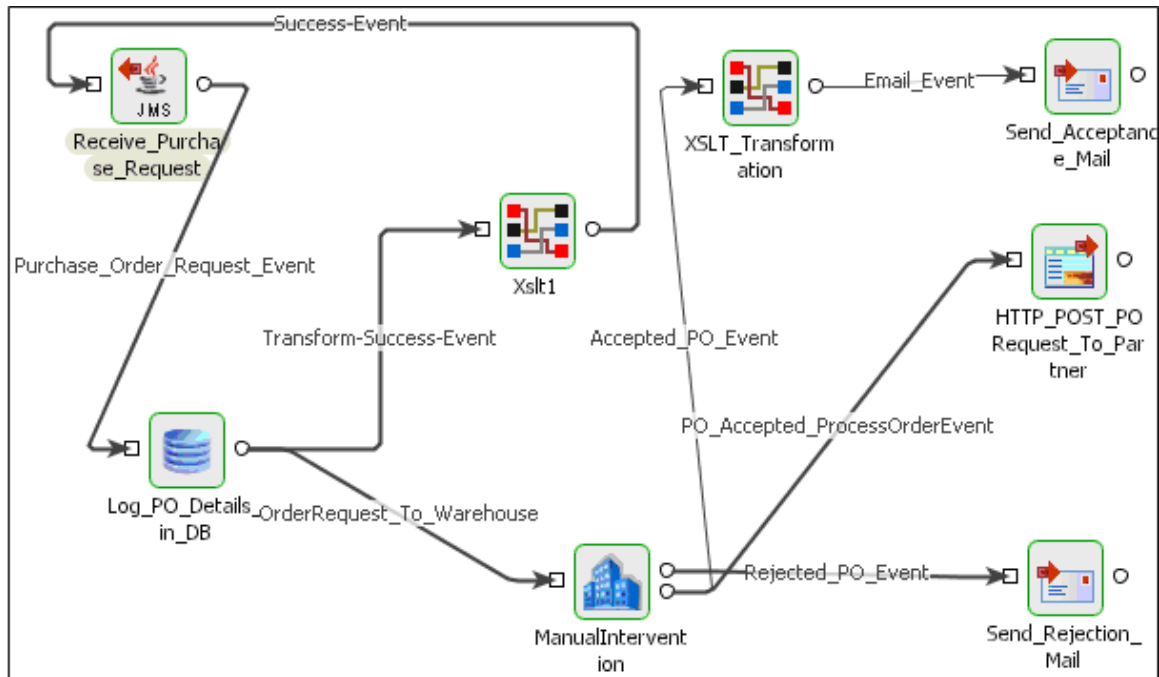 Success-Event
JMS
Receive_Purcha
se_Request
Email_Event
XSLT_Transform
ation
Send_Acceptanc
e_Mail
Purchase_Order_Request_Event
Xslt1
Transform-Success-Event
Accepted_PO_Event
HTTP_POST_PO
Request_To_Par
tner
PO_Accepted_ProcessOrderEvent
Log_PO_Details_
in_DB
OrderRequest_To_Warehouse
Rejected_PO_Event
ManualIntervent
ion
Send_Rejection_
Mail